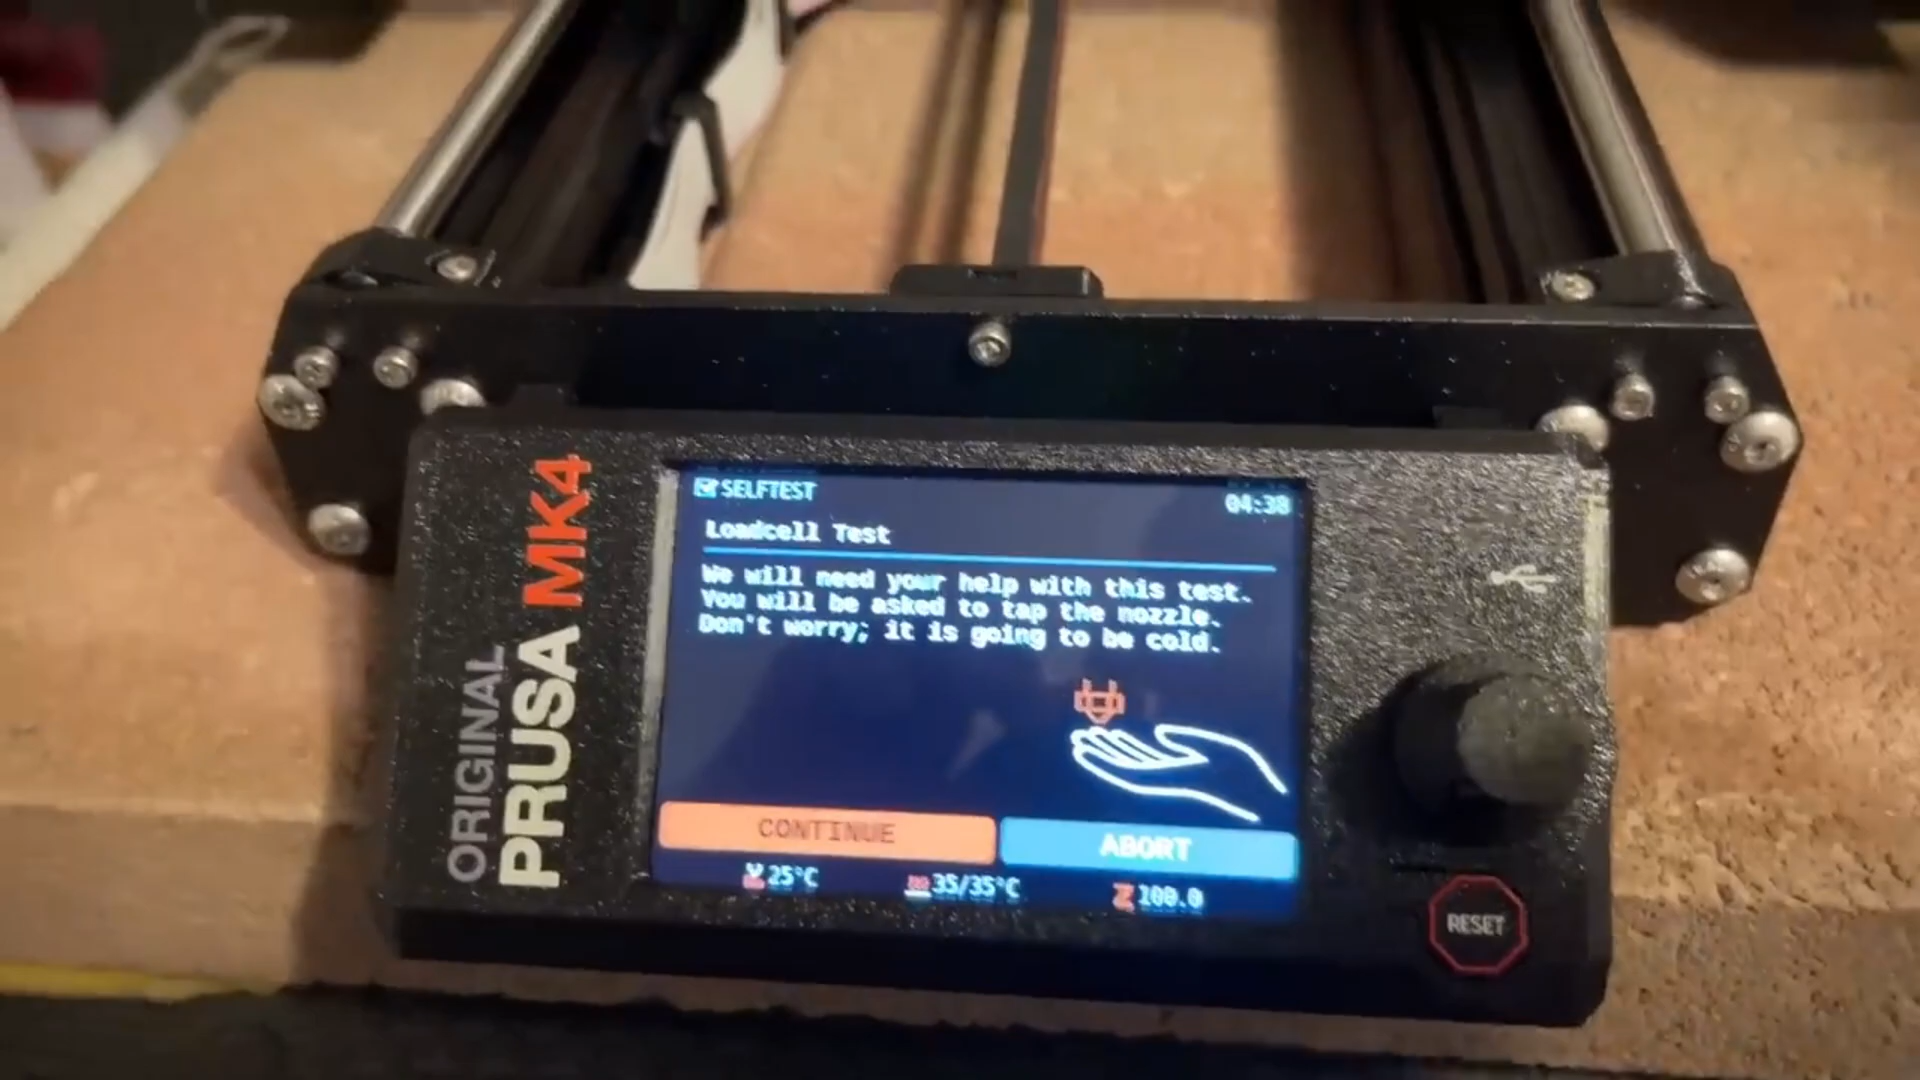 ORIGINAL
PRUSA MK4
SELFTEST
04:38
Loadcell Test
We will need your help with this test.
You will be asked to tap the nozzle.
Don't worry; it is going to be cold.
CONTINUE
ABORT
25°C
35/35°C
Z 100.0
RESET